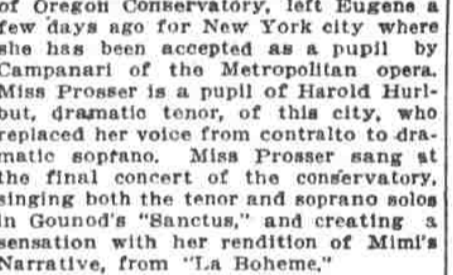 of Oregon Conservatory, left Eugene a
few days ago for New York city where
she has been accepted as a pupil by
Campanari of the Metropolitan opera.
Miss Prosser is a pupil of Harold Hurl-
but, dramatic tenor, of this city, who
replaced her voice from contralto to dra-
matic soprano. Miss Prosser sang at
the final concert of the conservatory,
singing both the tenor and soprano solos
in Gounod's "Sanctus," and creating a
sensation with her rendition of Mimi's
Narrative, from "La Boheme."